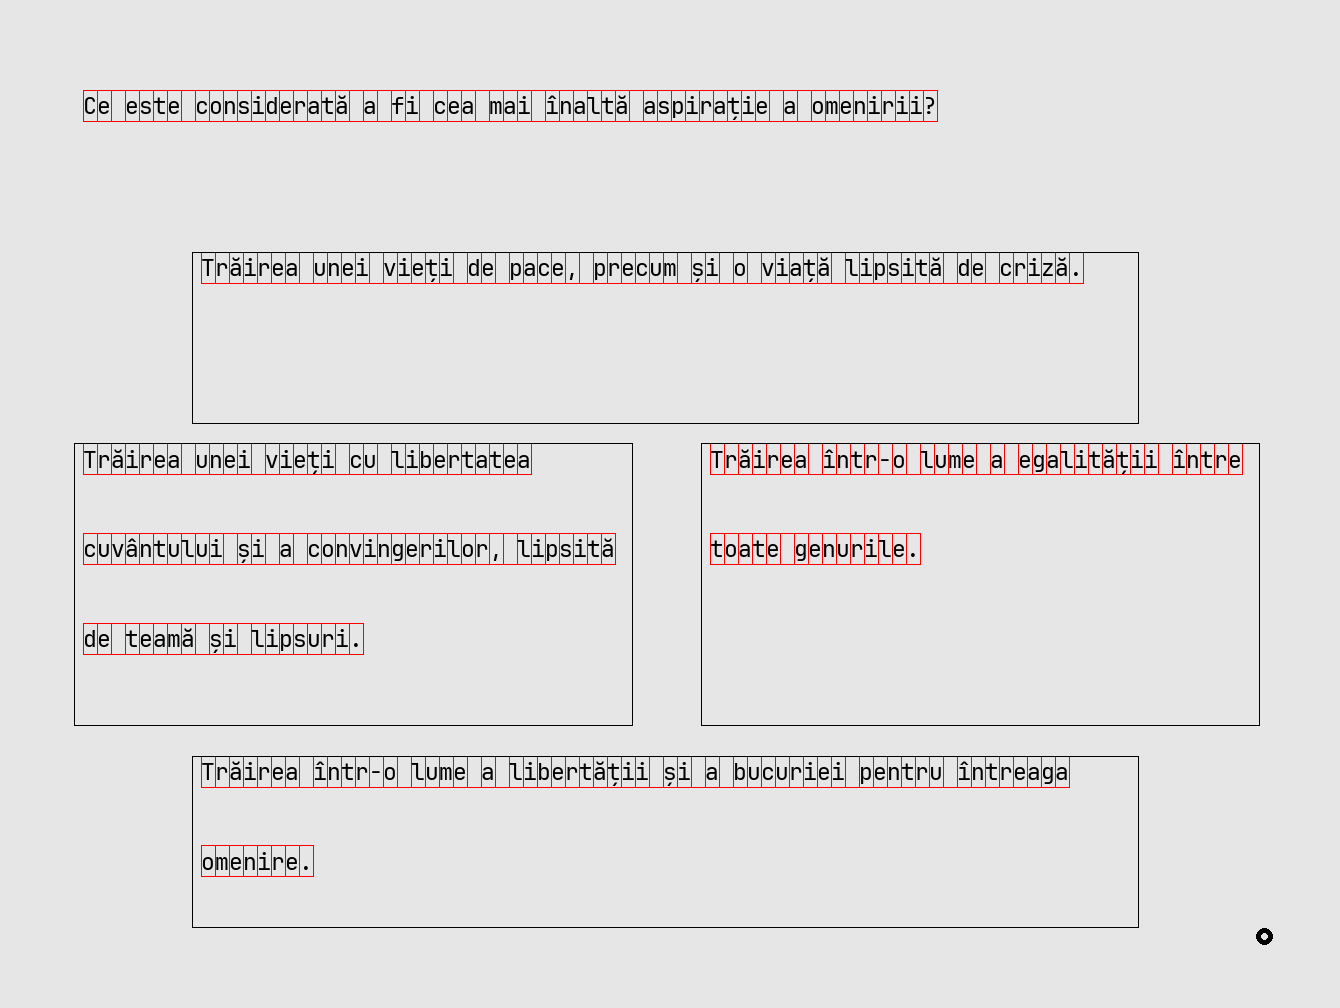 Ce este considerată a fi cea mai înaltă aspirație a omenirii?
Trăirea unei vieți de pace, precum și o viață lipsită de criză.
Trăirea unei vieți cu libertatea
cuvântului și a convingerilor, lipsită
de teamă și lipsuri.
Trăirea într-o lume a egalității între
toate genurile.
Trăirea într-o lume a libertății și a bucuriei pentru întreaga
omenire.